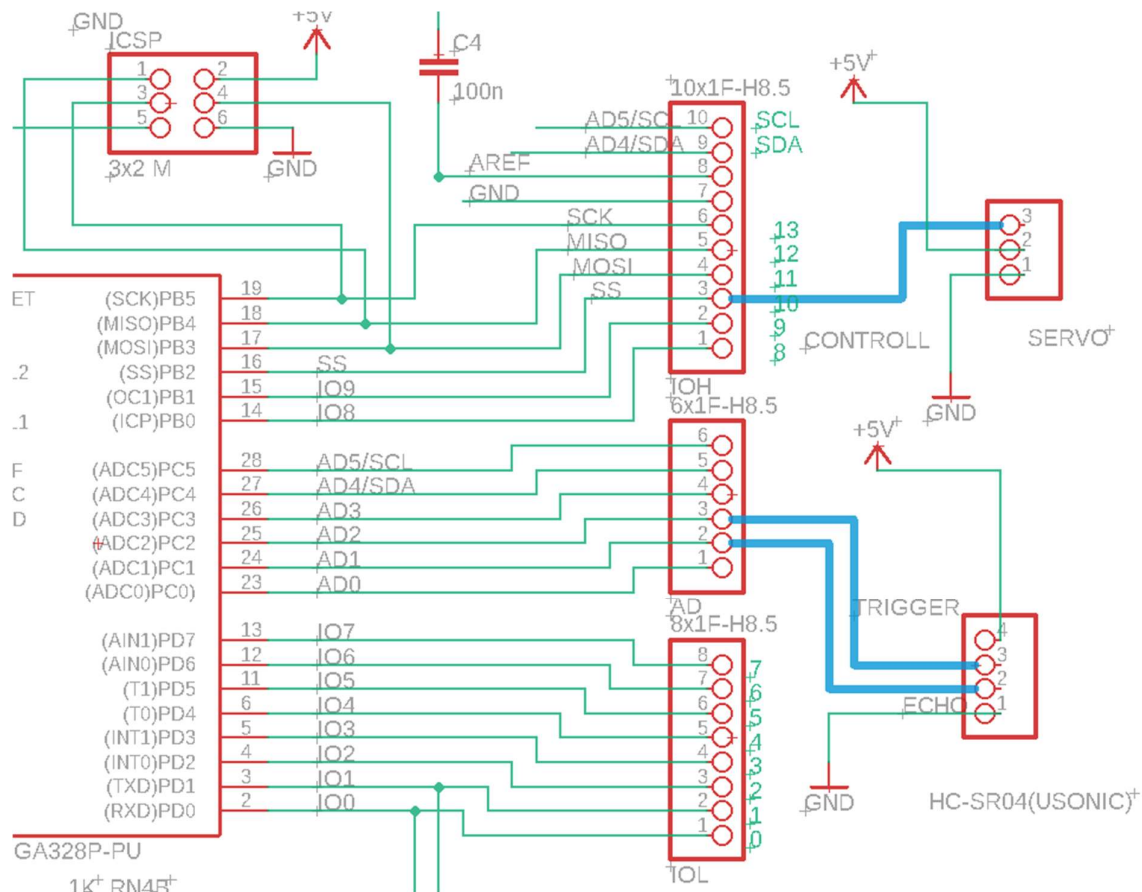 GND
ICSP
+5V
1 2
3 4
5 6
3x2 M
GND
C4
100n
10x1F-H8.5
AD5/SCL 10 SCL
AD4/SDA 9 SDA
AREF 8
GND 7
SCK 6 13
MISO 5 12
MOSI 4 11
SS 3 10
2 9
1 8
IOH
CONTROLL
+5V
3
2
1
SERVO
GND
ET (SCK)PB5 19
(MISO)PB4 18
(MOSI)PB3 17
.2 (SS)PB2 16 SS
(OC1)PB1 15 IO9
.1 (ICP)PB0 14 IO8
F (ADC5)PC5 28 AD5/SCL
C (ADC4)PC4 27 AD4/SDA
D (ADC3)PC3 26 AD3
(ADC2)PC2 25 AD2
(ADC1)PC1 24 AD1
(ADC0)PC0) 23 AD0
(AIN1)PD7 13 IO7
(AIN0)PD6 12 IO6
(T1)PD5 11 IO5
(T0)PD4 6 IO4
(INT1)PD3 5 IO3
(INT0)PD2 4 IO2
(TXD)PD1 3 IO1
(RXD)PD0 2 IO0
GA328P-PU
1K RN4B
6x1F-H8.5
6
5
4
3
2
1
AD
8x1F-H8.5
8 7
7 6
6 5
5 4
4 3
3 2
2 1
1 0
IOL
+5V
TRIGGER
4
3
2
ECHO 1
GND
HC-SR04(USONIC)